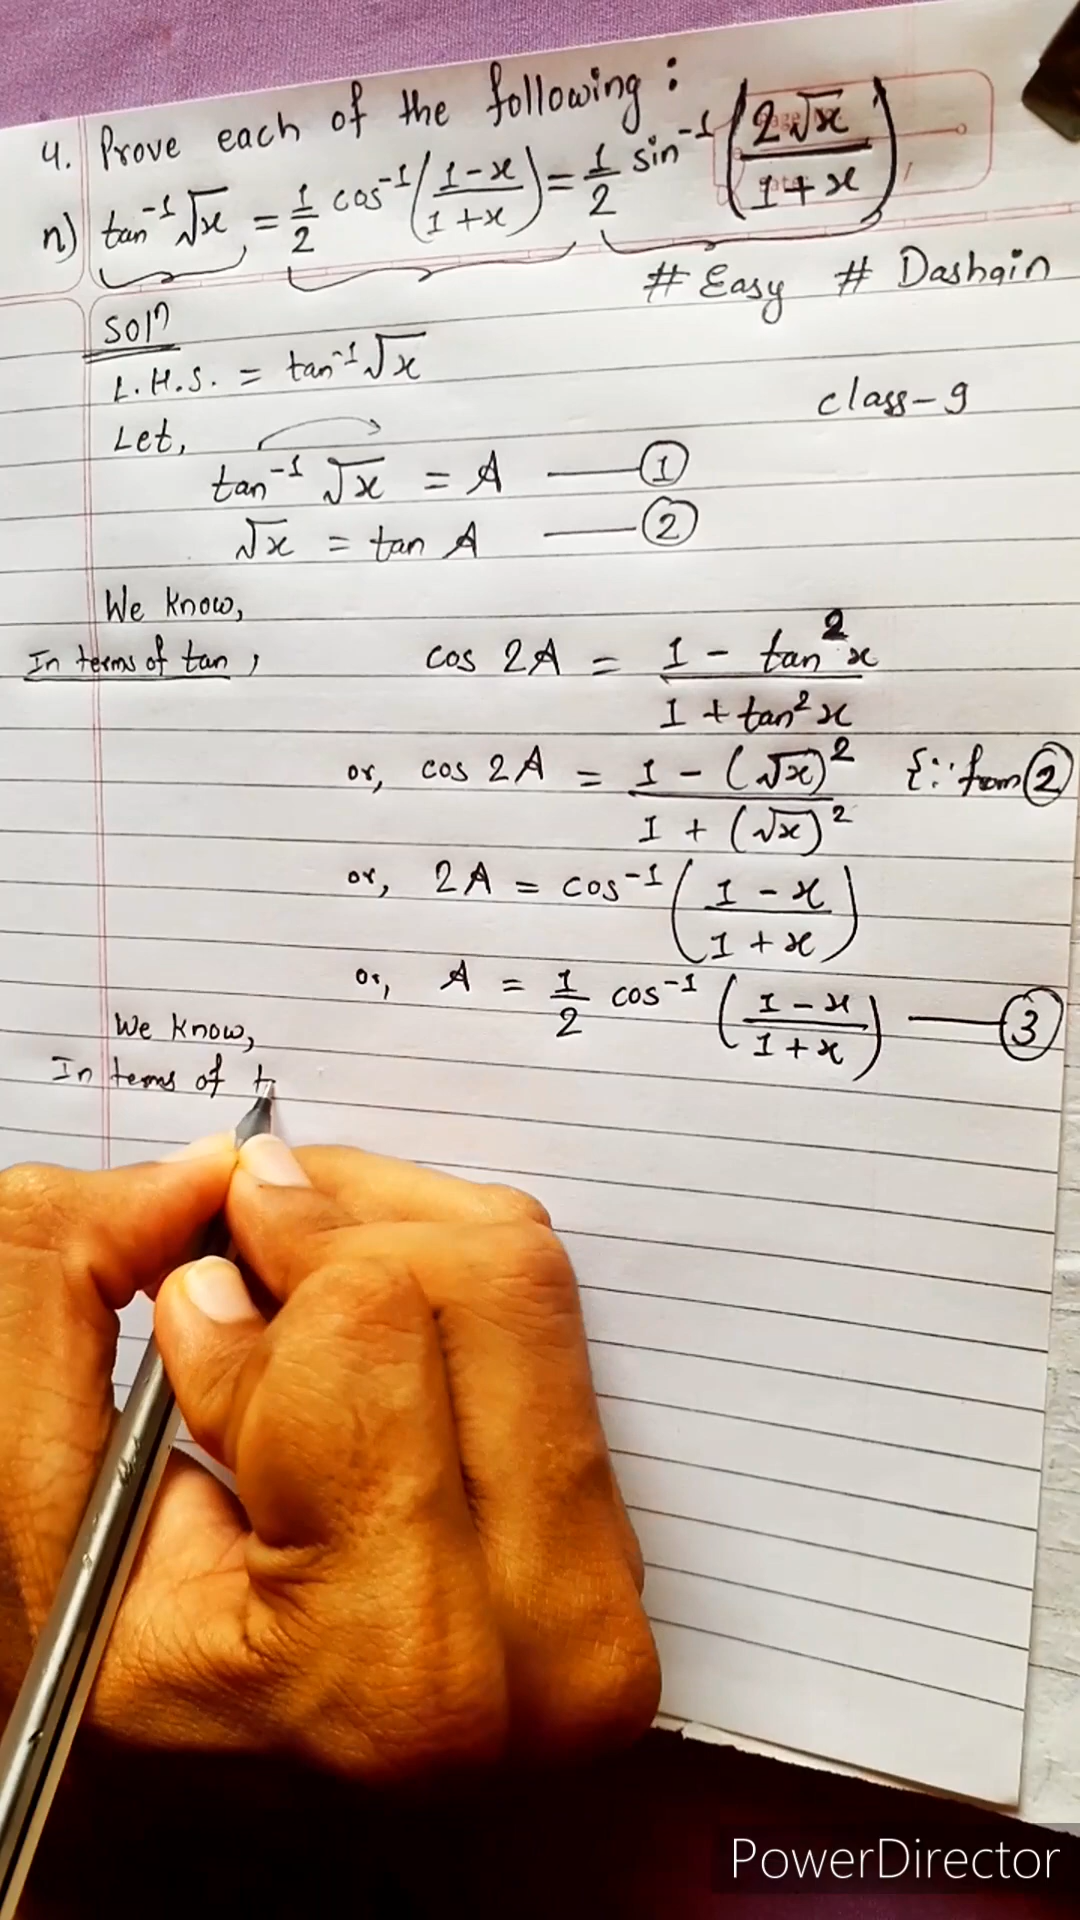 4. Prove each of the following :
n) tan⁻¹√x = 1/2 cos⁻¹(1-x/1+x) = 1/2 sin⁻¹(2√x/1+x)
# Easy # Dashain
Solⁿ
L.H.S. = tan⁻¹√x
class-9
Let,
tan⁻¹ √x = A —— ①
√x = tan A —— ②
We know,
In terms of tan, cos 2A = 1 - tan²x / 1 + tan²x
or, cos 2A = 1 - (√x)² / 1 + (√x)² {∵ from ②
or, 2A = cos⁻¹(1-x/1+x)
or, A = 1/2 cos⁻¹(1-x/1+x) —— ③
We know,
In terms of t
PowerDirector